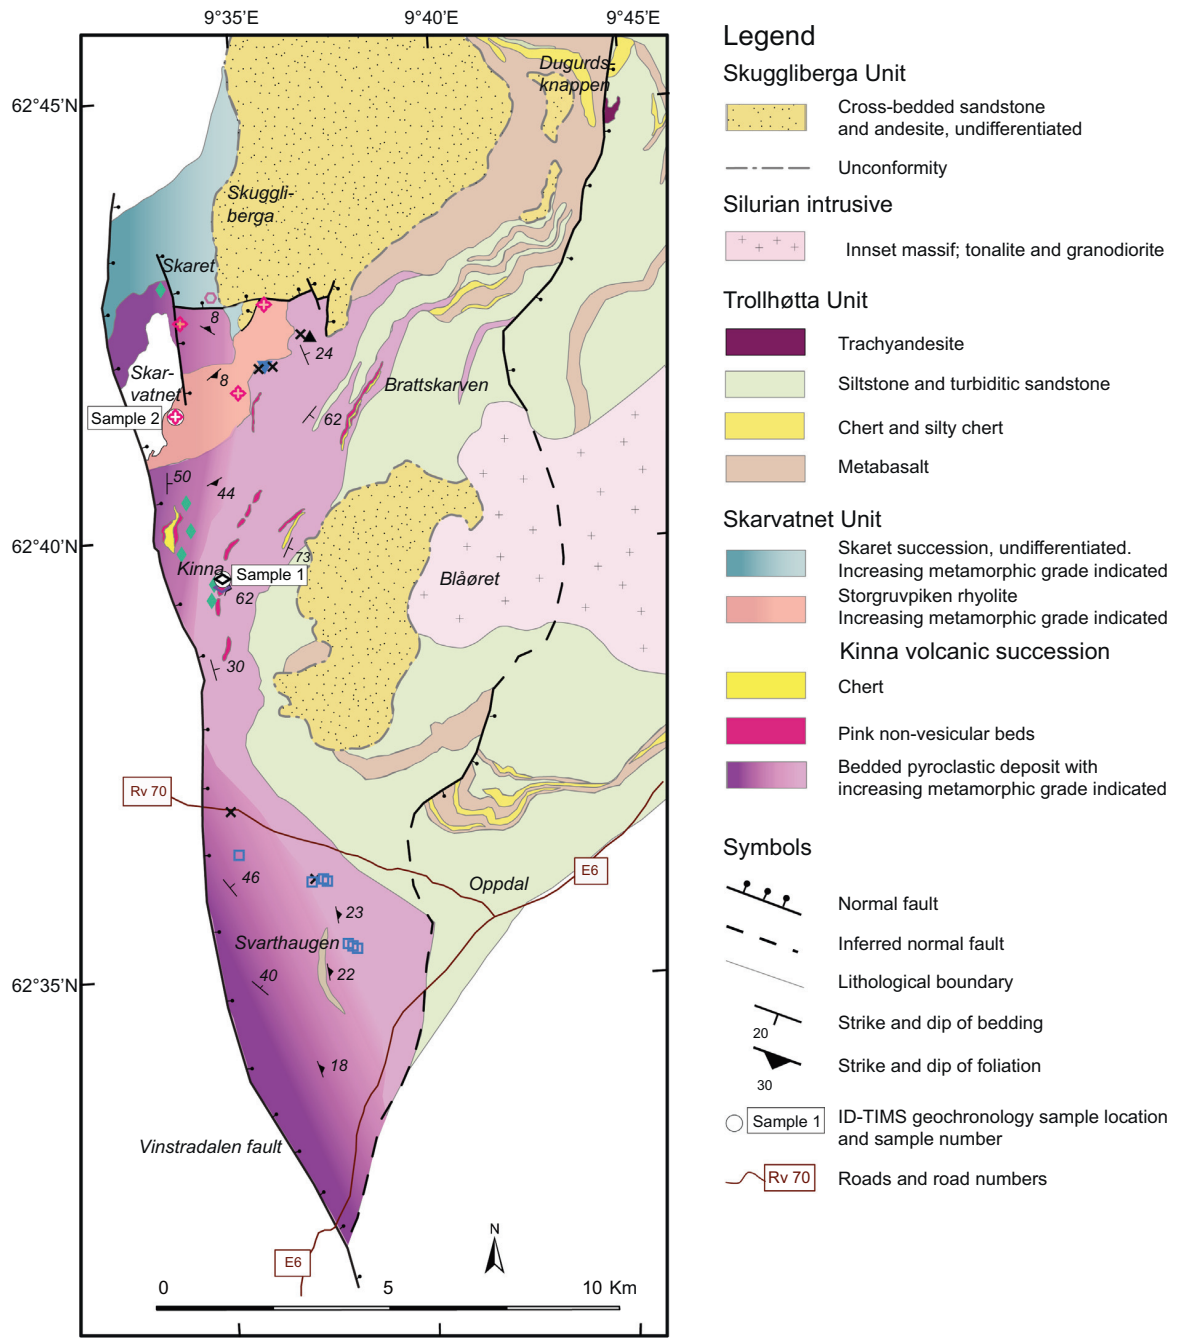 9°35'E
9°40'E
9°45'E
62°45'N
62°40'N
62°35'N
Dugurds-
knappen
Skuggli-
berga
Skaret
8
24
Skar-
vatnet
8
Brattskarven
62
Sample 2
50
44
73
Kinna
Sample 1
62
Blåøret
30
Rv 70
46
Oppdal
E6
23
Svarthaugen
40
22
18
Vinstradalen fault
E6
N
0
5
10 Km
Legend
Skuggliberga Unit
Cross-bedded sandstone
and andesite, undifferentiated
Unconformity
Silurian intrusive
Innset massif; tonalite and granodiorite
Trollhøtta Unit
Trachyandesite
Siltstone and turbiditic sandstone
Chert and silty chert
Metabasalt
Skarvatnet Unit
Skaret succession, undifferentiated.
Increasing metamorphic grade indicated
Storgruvpiken rhyolite
Increasing metamorphic grade indicated
Kinna volcanic succession
Chert
Pink non-vesicular beds
Bedded pyroclastic deposit with
increasing metamorphic grade indicated
Symbols
Normal fault
Inferred normal fault
Lithological boundary
20
Strike and dip of bedding
Strike and dip of foliation
30
Sample 1
ID-TIMS geochronology sample location
and sample number
Rv 70
Roads and road numbers